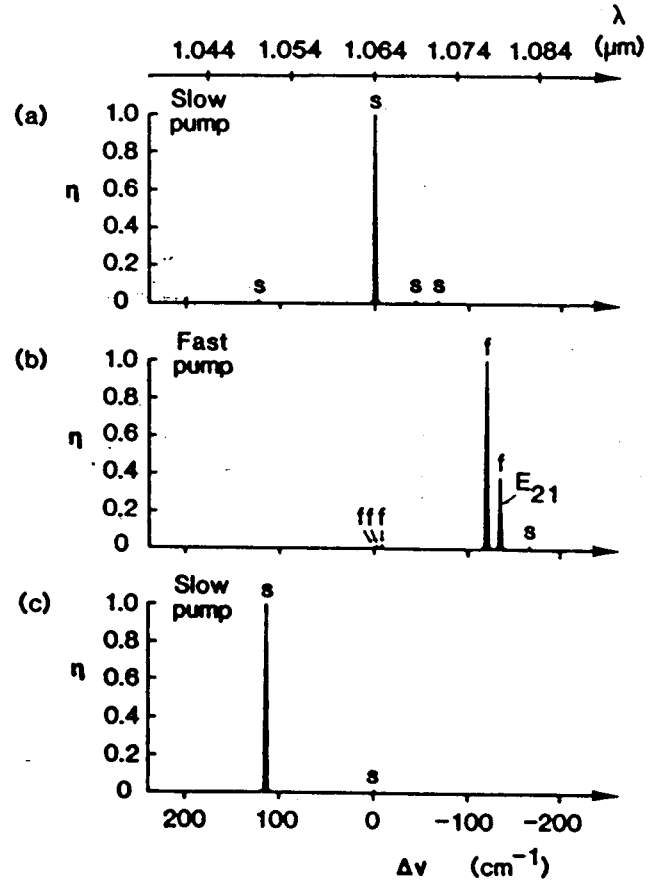 λ
1.044 1.054 1.064 1.074 1.084 (μm)
(a) Slow pump
η
1.0
0.8
0.6
0.4
0.2
0
s s s s
(b) Fast pump
η
1.0
0.8
0.6
0.4
0.2
0
f f E21
fff s
(c) Slow pump
η
1.0
0.8
0.6
0.4
0.2
0
s s
200 100 0 -100 -200
Δν (cm-1)